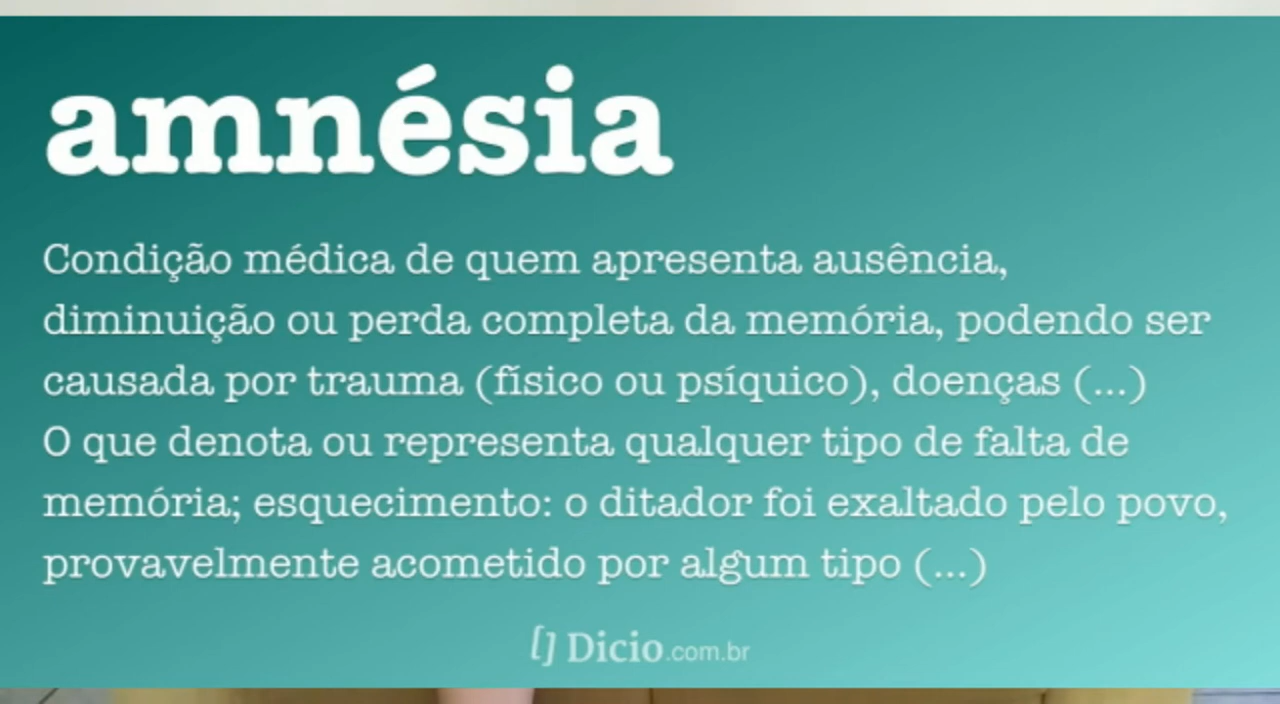 amnésia
Condição médica de quem apresenta ausência,
diminuição ou perda completa da memória, podendo ser
causada por trauma (físico ou psíquico), doenças (...)
O que denota ou representa qualquer tipo de falta de
memória; esquecimento: o ditador foi exaltado pelo povo,
provavelmente acometido por algum tipo (...)
[] Dicio.com.br